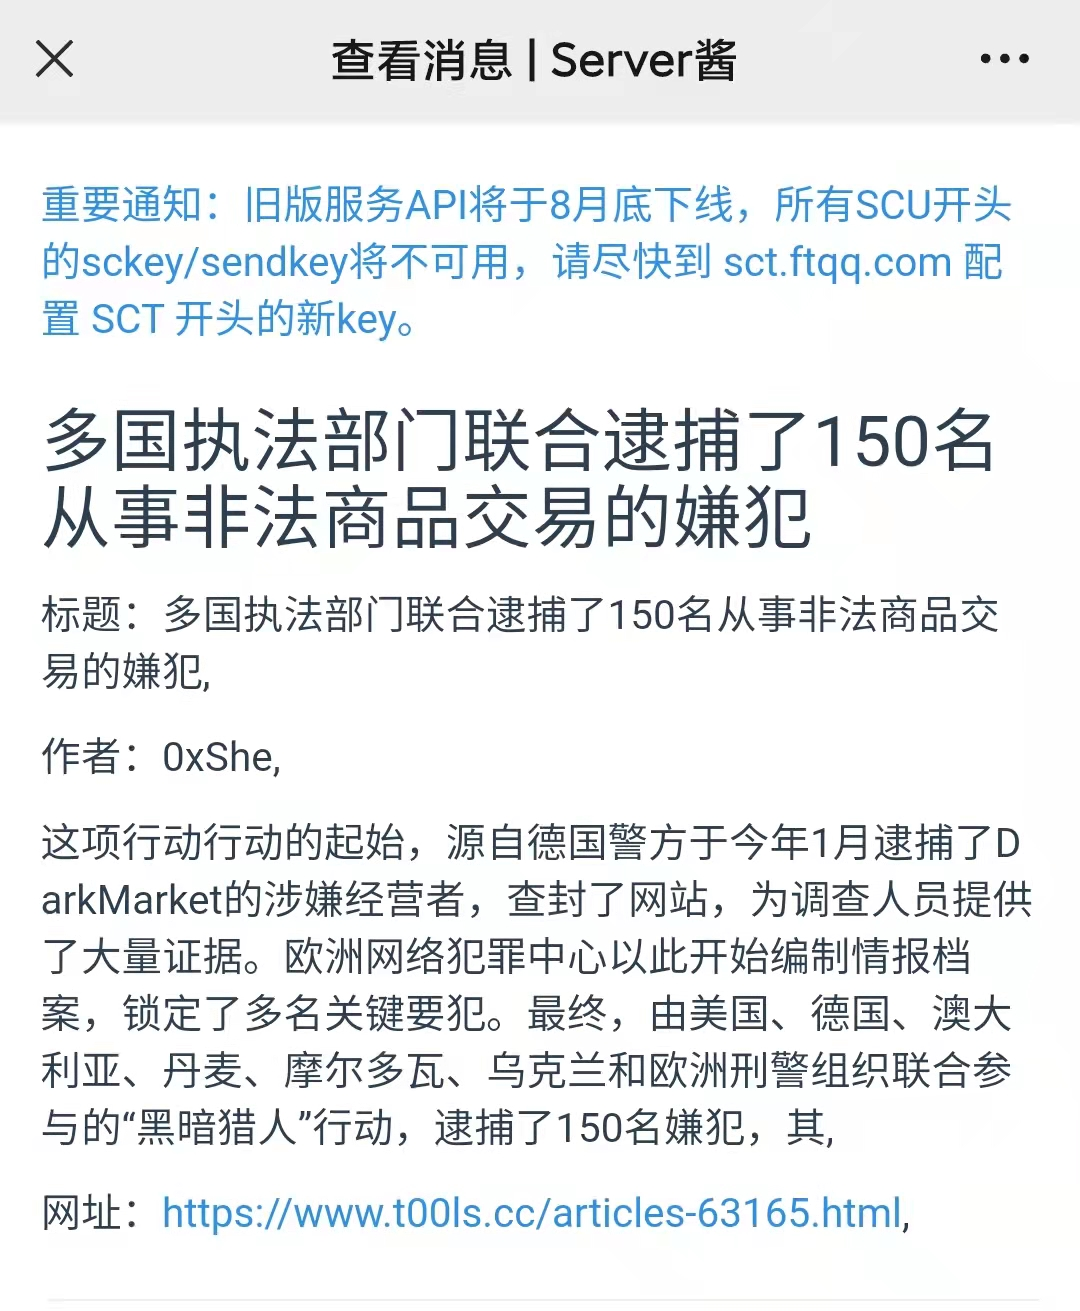 查看消息 | Server酱
重要通知：旧版服务API将于8月底下线，所有SCU开头
的sckey/sendkey将不可用，请尽快到 sct.ftqq.com 配
置 SCT 开头的新key。
多国执法部门联合逮捕了150名
从事非法商品交易的嫌犯
标题：多国执法部门联合逮捕了150名从事非法商品交
易的嫌犯,
作者：0xShe,
这项行动行动的起始，源自德国警方于今年1月逮捕了D
arkMarket的涉嫌经营者，查封了网站，为调查人员提供
了大量证据。欧洲网络犯罪中心以此开始编制情报档
案，锁定了多名关键要犯。最终，由美国、德国、澳大
利亚、丹麦、摩尔多瓦、乌克兰和欧洲刑警组织联合参
与的“黑暗猎人”行动，逮捕了150名嫌犯，其,
网址：https://www.t00ls.cc/articles-63165.html,